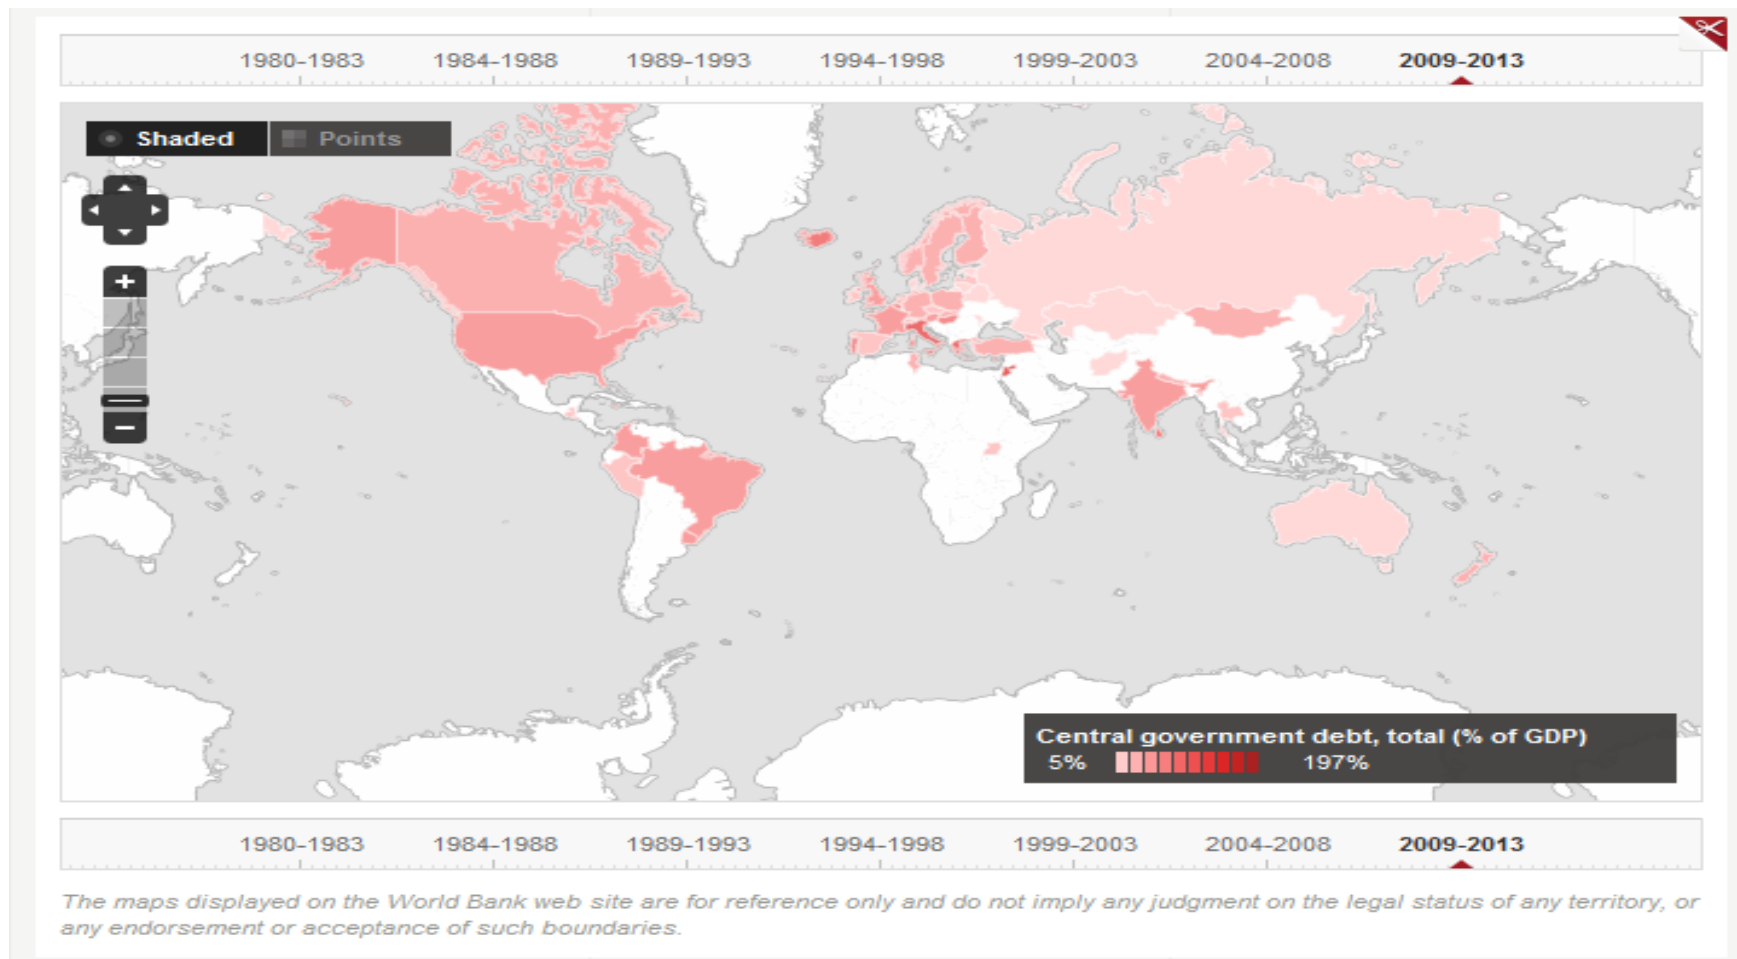 1980-1983 1984-1988 1989-1993 1994-1998 1999-2003 2004-2008 2009-2013
Shaded Points
+
−
Central government debt, total (% of GDP)
5% 197%
1980-1983 1984-1988 1989-1993 1994-1998 1999-2003 2004-2008 2009-2013
The maps displayed on the World Bank web site are for reference only and do not imply any judgment on the legal status of any territory, or
any endorsement or acceptance of such boundaries.